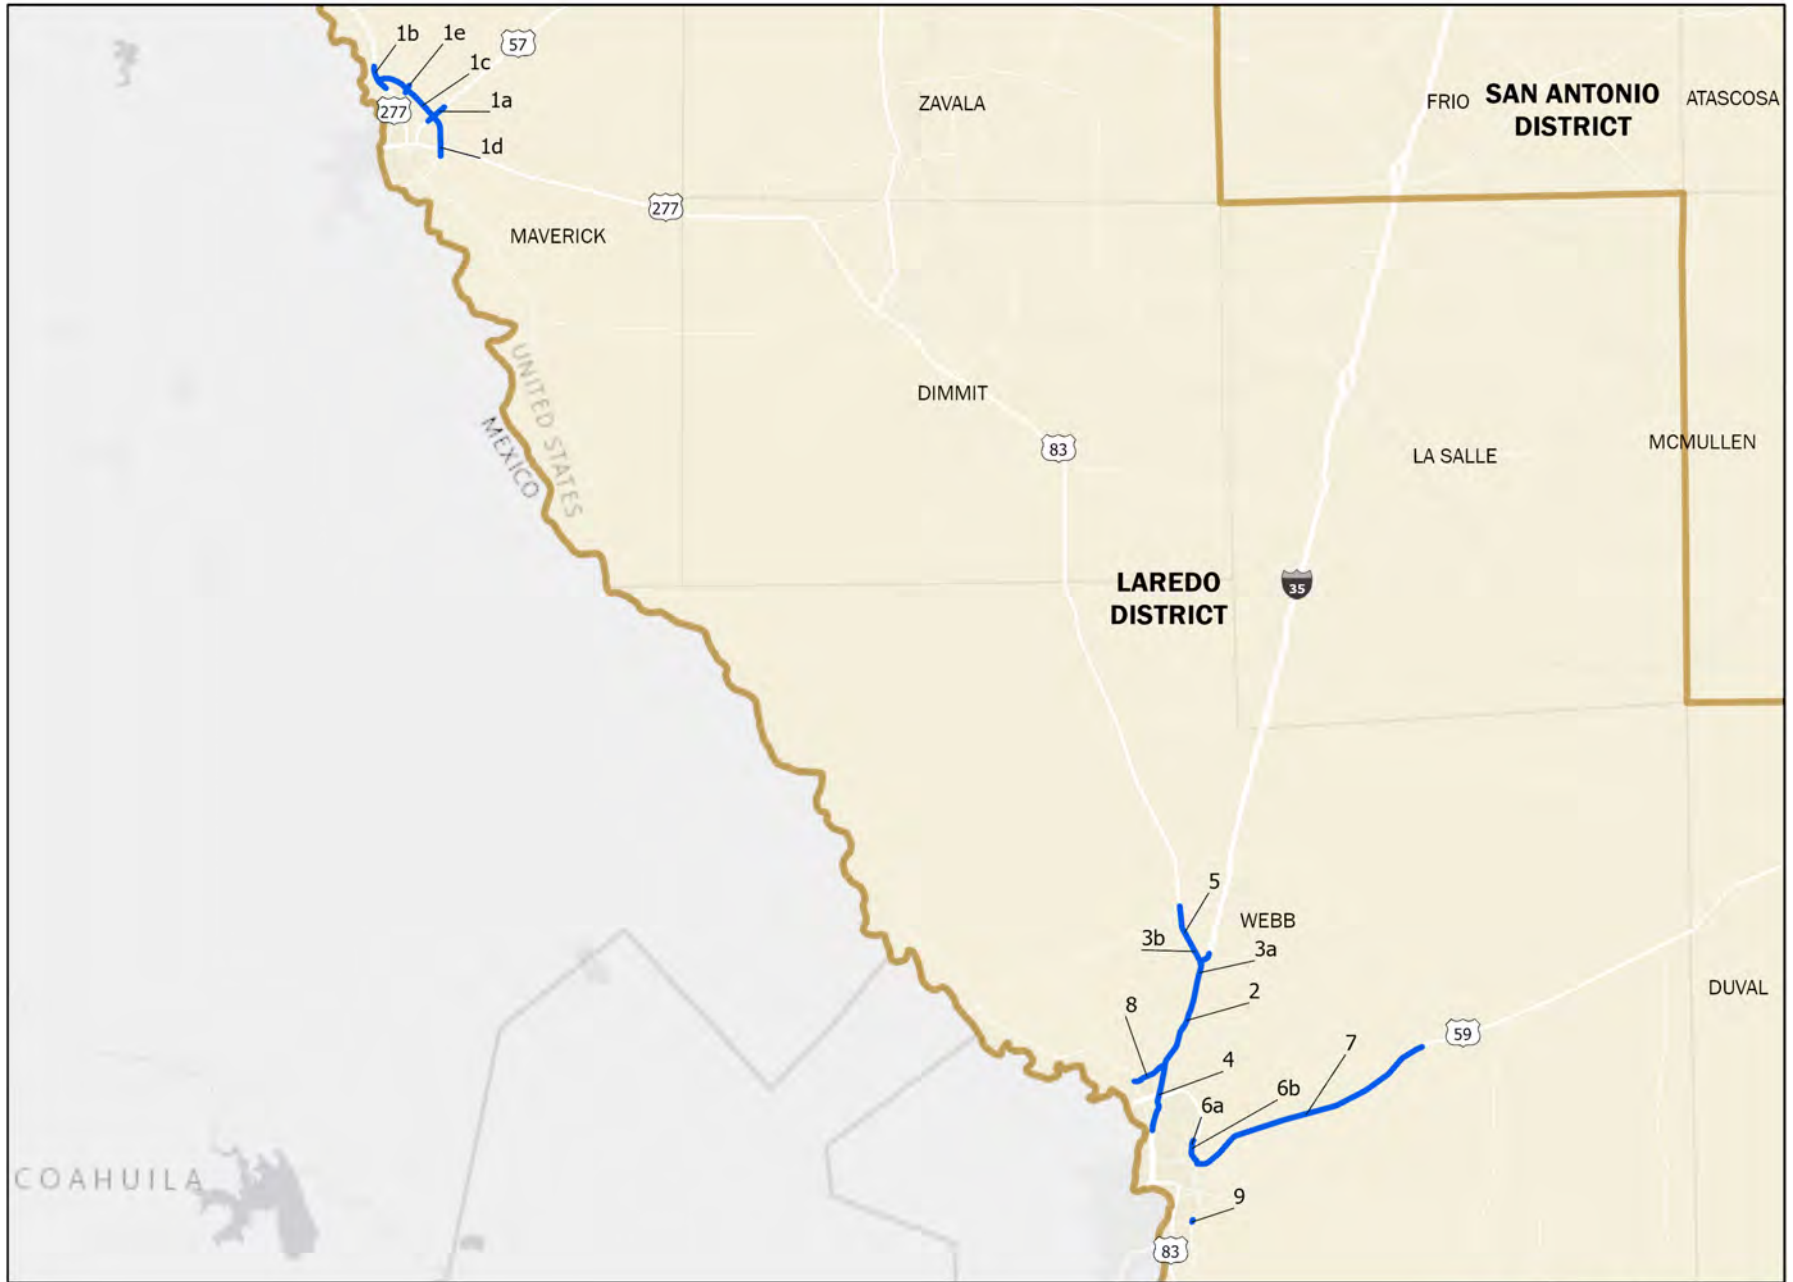 1b
1e
57
1c
277
1a
1d
ZAVALA
FRIO
SAN ANTONIO
DISTRICT
ATASCOSA
277
MAVERICK
UNITED STATES
MEXICO
DIMMIT
83
LA SALLE
MCMULLEN
LAREDO
DISTRICT
35
5
WEBB
3b
3a
2
8
DUVAL
59
7
4
6b
6a
COAHUILA
9
83